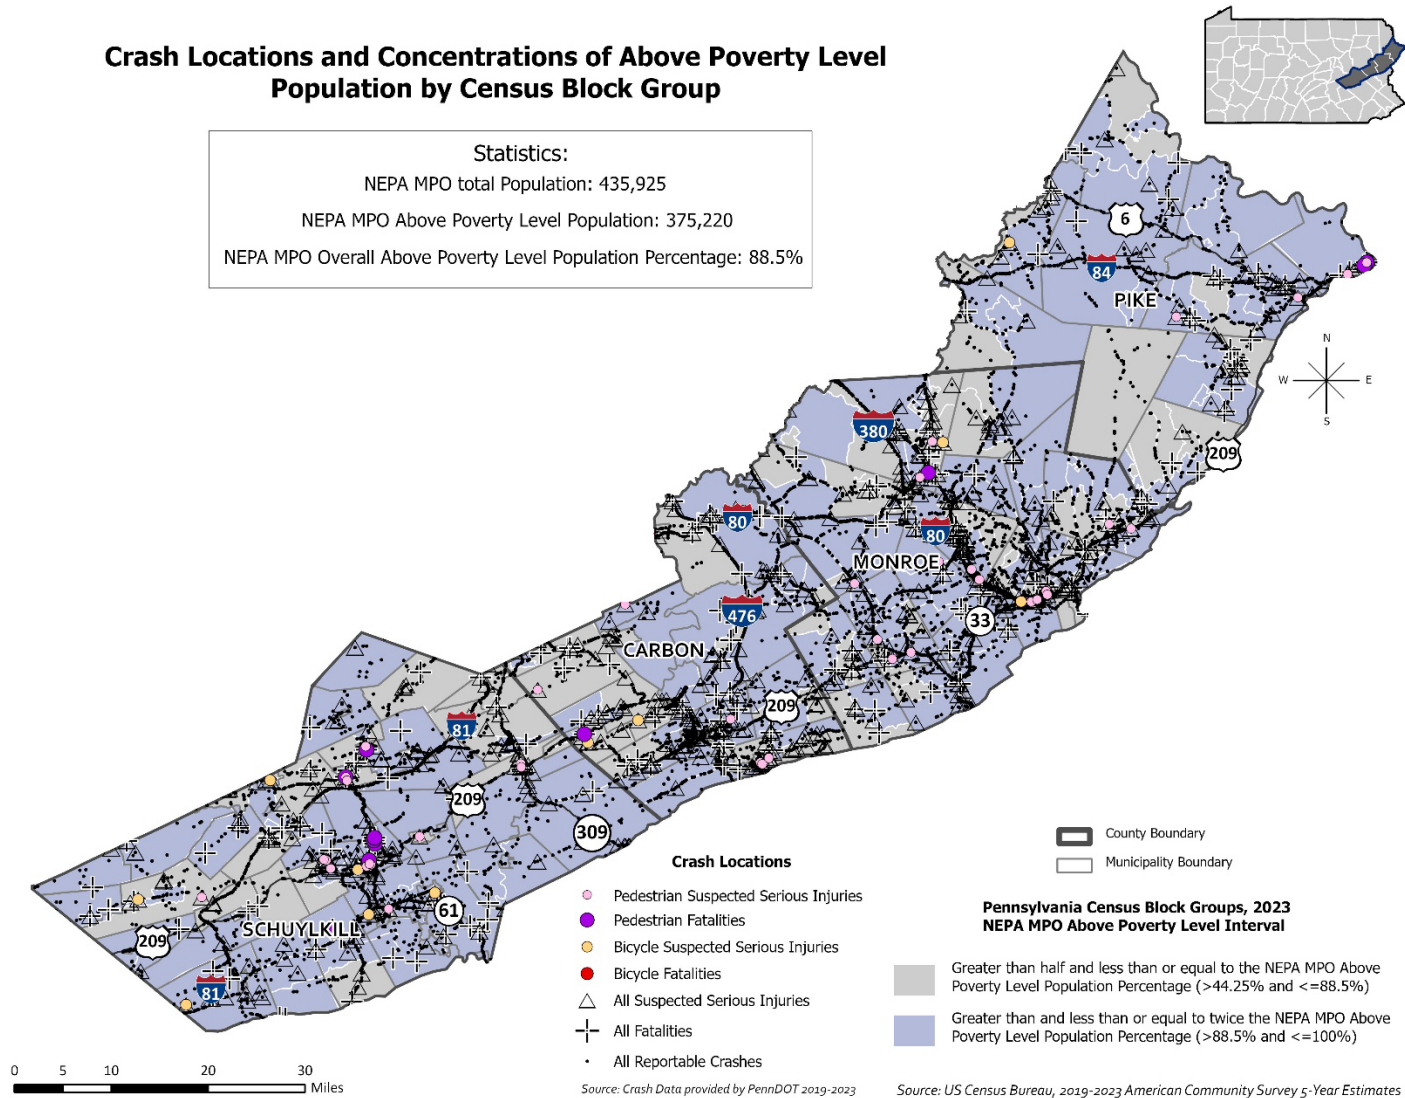 Crash Locations and Concentrations of Above Poverty Level
Population by Census Block Group
Statistics:
NEPA MPO total Population: 435,925
NEPA MPO Above Poverty Level Population: 375,220
NEPA MPO Overall Above Poverty Level Population Percentage: 88.5%
6
84
PIKE
N
W E
S
380
209
80
80
MONROE
476
33
CARBON
209
81
209
309
61
SCHUYLKILL
209
81
County Boundary
Municipality Boundary
Crash Locations
Pedestrian Suspected Serious Injuries
Pedestrian Fatalities
Bicycle Suspected Serious Injuries
Bicycle Fatalities
All Suspected Serious Injuries
All Fatalities
All Reportable Crashes
Pennsylvania Census Block Groups, 2023
NEPA MPO Above Poverty Level Interval
Greater than half and less than or equal to the NEPA MPO Above
Poverty Level Population Percentage (>44.25% and <=88.5%)
Greater than and less than or equal to twice the NEPA MPO Above
Poverty Level Population Percentage (>88.5% and <=100%)
0 5 10 20 30
Miles
Source: Crash Data provided by PennDOT 2019-2023
Source: US Census Bureau, 2019-2023 American Community Survey 5-Year Estimates